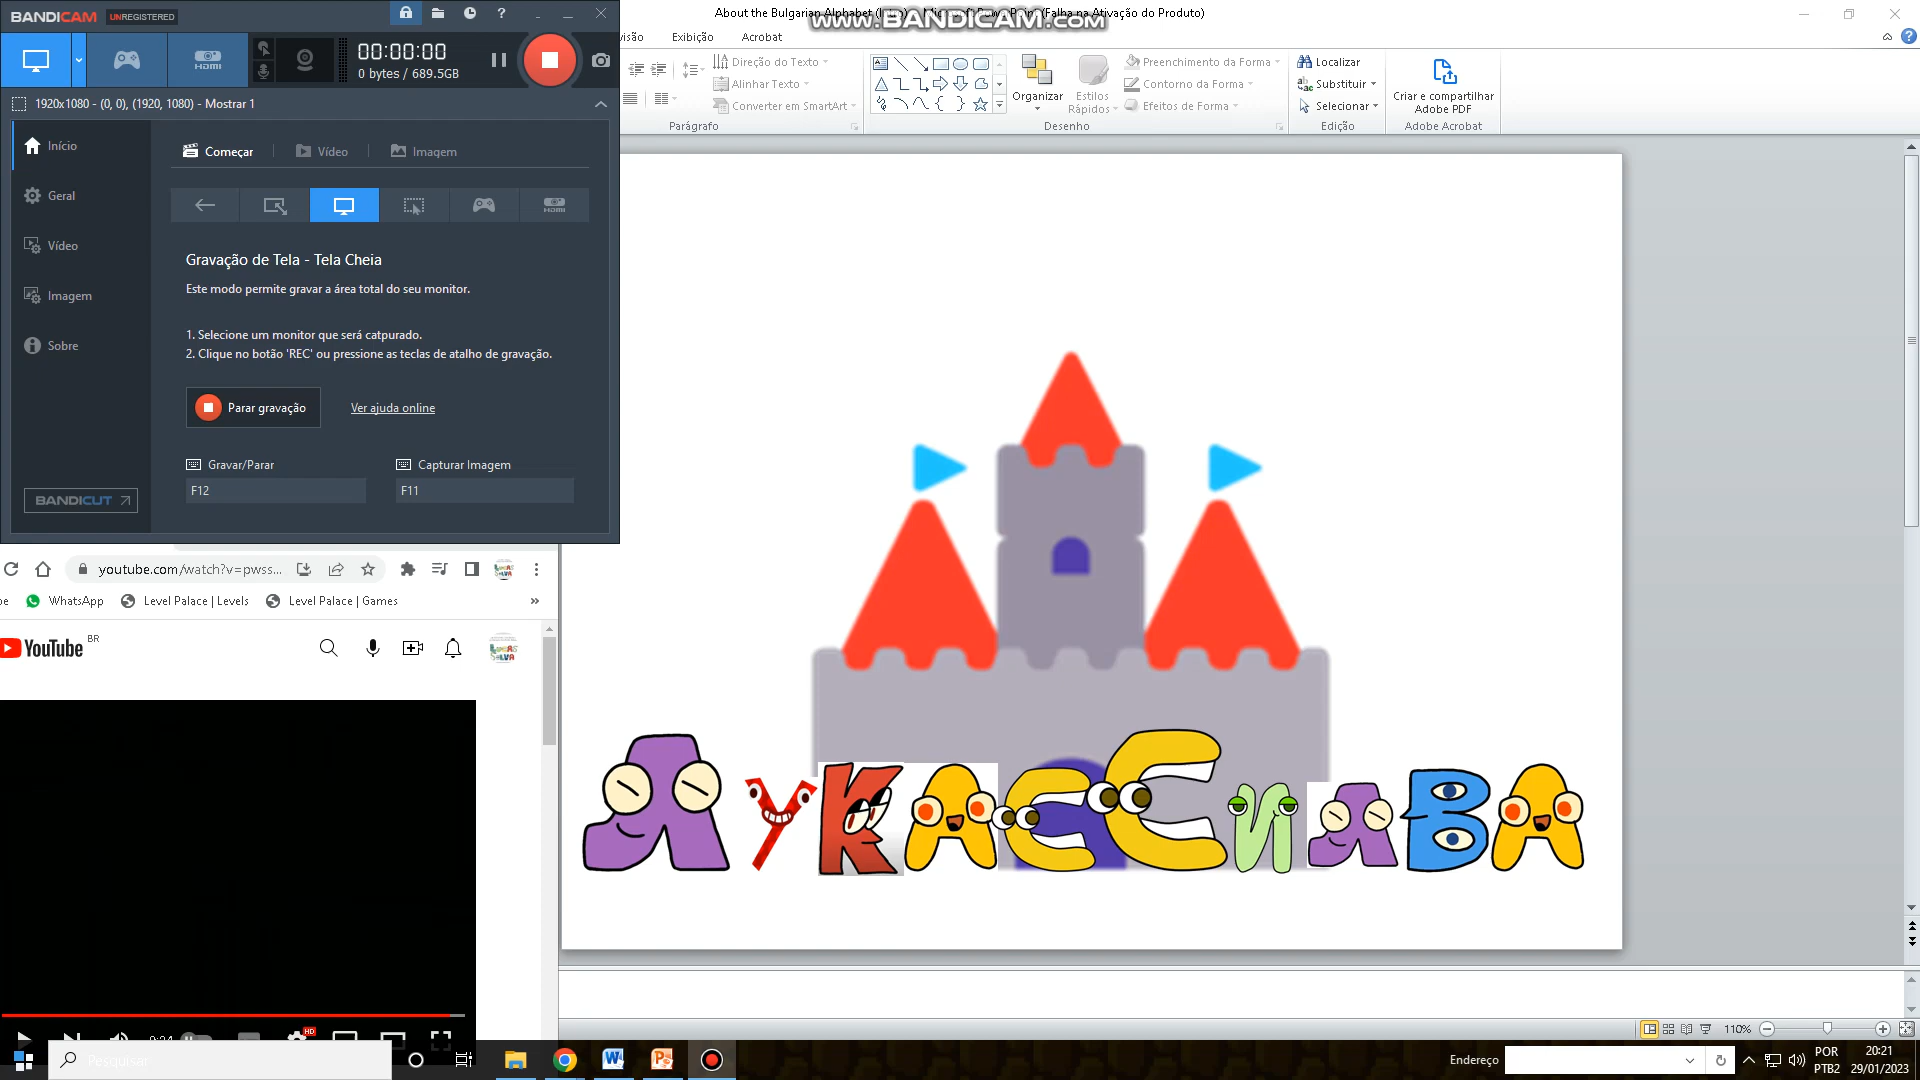 BANDICAM UNREGISTERED
00:00:00
0 bytes / 689.5GB
HDMI
1920x1080 - (0, 0), (1920, 1080) - Mostrar 1
Início
Geral
Vídeo
Imagem
Sobre
BANDICUT
Começar
Vídeo
Imagem
HDMI
Gravação de Tela - Tela Cheia
Este modo permite gravar a área total do seu monitor.
1. Selecione um monitor que será catpurado.
2. Clique no botão 'REC' ou pressione as teclas de atalho de gravação.
Parar gravação
Ver ajuda online
Gravar/Parar
Capturar Imagem
F12
F11
About the Bulgarian Alphabet
(Falha na Ativação do Produto)
www.BANDICAM.com
visão
Exibição
Acrobat
Direção do Texto
Alinhar Texto
Converter em SmartArt
Parágrafo
Organizar
Estilos Rápidos
Preenchimento da Forma
Contorno da Forma
Efeitos de Forma
Desenho
Localizar
Substituir
Selecionar
Edição
Criar e compartilhar
Adobe PDF
Adobe Acrobat
youtube.com/watch?v=pwss...
be
WhatsApp
Level Palace | Levels
Level Palace | Games
»
YouTube BR
HD
ЛУКАССИЛВА
110%
Pesquisar
Endereço
POR
PTB2
20:21
29/01/2023